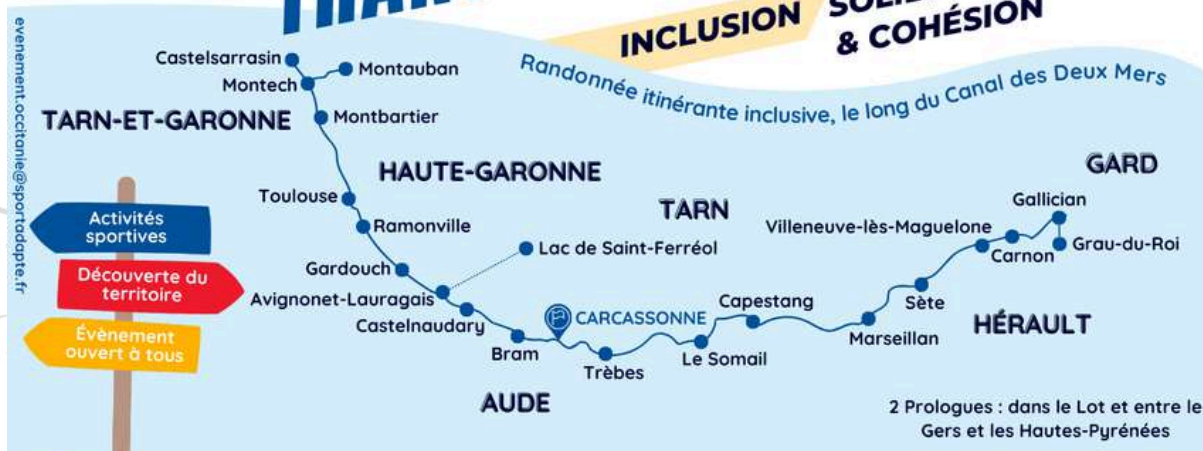 INCLUSION
& COHÉSION
Randonnée itinérante inclusive, le long du Canal des Deux Mers
evenement.occitanie@sportadapte.fr
Castelsarrasin
Montauban
Montech
TARN-ET-GARONNE
Montbartier
HAUTE-GARONNE
GARD
Toulouse
TARN
Gallician
Activités
sportives
Ramonville
Villeneuve-lès-Maguelone
Lac de Saint-Ferréol
Carnon
Grau-du-Roi
Découverte du
territoire
Gardouch
Avignonet-Lauragais
Sète
Capestang
Castelnaudary
CARCASSONNE
HÉRAULT
Évènement
ouvert à tous
Bram
Marseillan
Trèbes
Le Somail
AUDE
2 Prologues : dans le Lot et entre le
Gers et les Hautes-Pyrénées